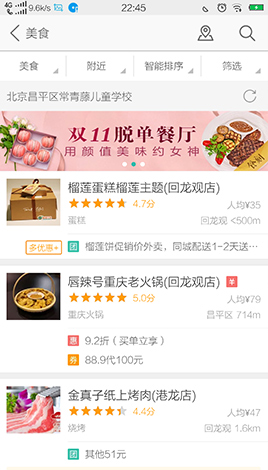 4G 9.6k/s 22:45
美食
美食 附近 智能排序 筛选
北京昌平区常青藤儿童学校
双11脱单餐厅
用颜值美味约女神
榴莲蛋糕榴莲主题(回龙观店)
4.7分 人均¥35
蛋糕 回龙观 <500m
多优惠 团 榴莲饼促销价外卖，同城配送1-2天送…
唇辣号重庆老火锅(回龙观店)
5.0分 人均¥79
重庆火锅 昌平区 714m
惠 9.2折（买单立享）
券 88.9代100元
金真子纸上烤肉(港龙店)
4.4分 人均¥47
烧烤 回龙观 1.6km
团 其他51元